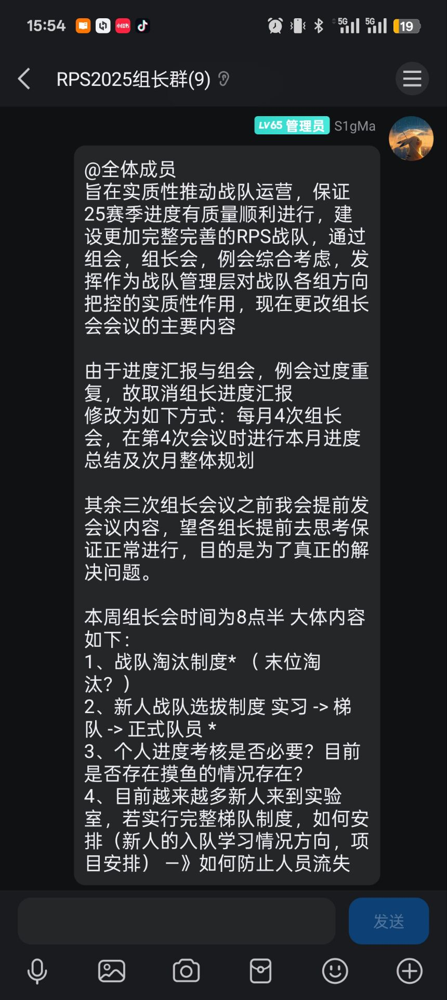 15:54
小红书
5G
5G
19
RPS2025组长群(9)
LV65 管理员 S1gMa
@全体成员
旨在实质性推动战队运营，保证
25赛季进度有质量顺利进行，建
设更加完整完善的RPS战队，通过
组会，组长会，例会综合考虑，发
挥作为战队管理层对战队各组方向
把控的实质性作用，现在更改组长
会会议的主要内容
由于进度汇报与组会，例会过度重
复，故取消组长进度汇报
修改为如下方式：每月4次组长
会，在第4次会议时进行本月进度
总结及次月整体规划
其余三次组长会议之前我会提前发
会议内容，望各组长提前去思考保
证正常进行，目的是为了真正的解
决问题。
本周组长会时间为8点半 大体内容
如下：
1、战队淘汰制度* （ 末位淘
汰？）
2、新人战队选拔制度 实习 -> 梯
队 -> 正式队员 *
3、个人进度考核是否必要？目前
是否存在摸鱼的情况存在？
4、目前越来越多新人来到实验
室，若实行完整梯队制度，如何安
排（新人的入队学习情况方向，项
目安排） —》如何防止人员流失
发送